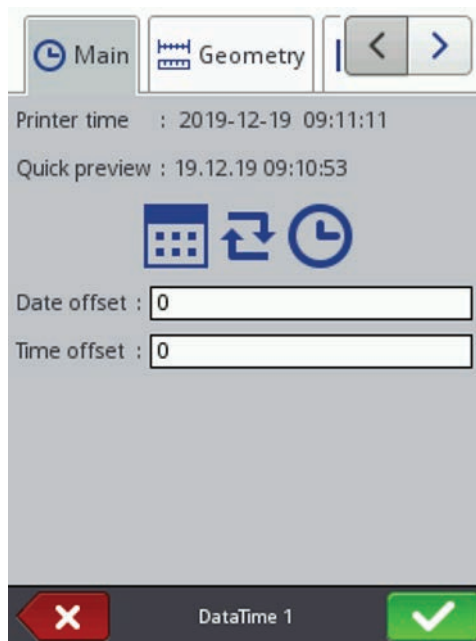 Main Geometry
Printer time : 2019-12-19 09:11:11
Quick preview : 19.12.19 09:10:53
Date offset : 0
Time offset : 0
DataTime 1